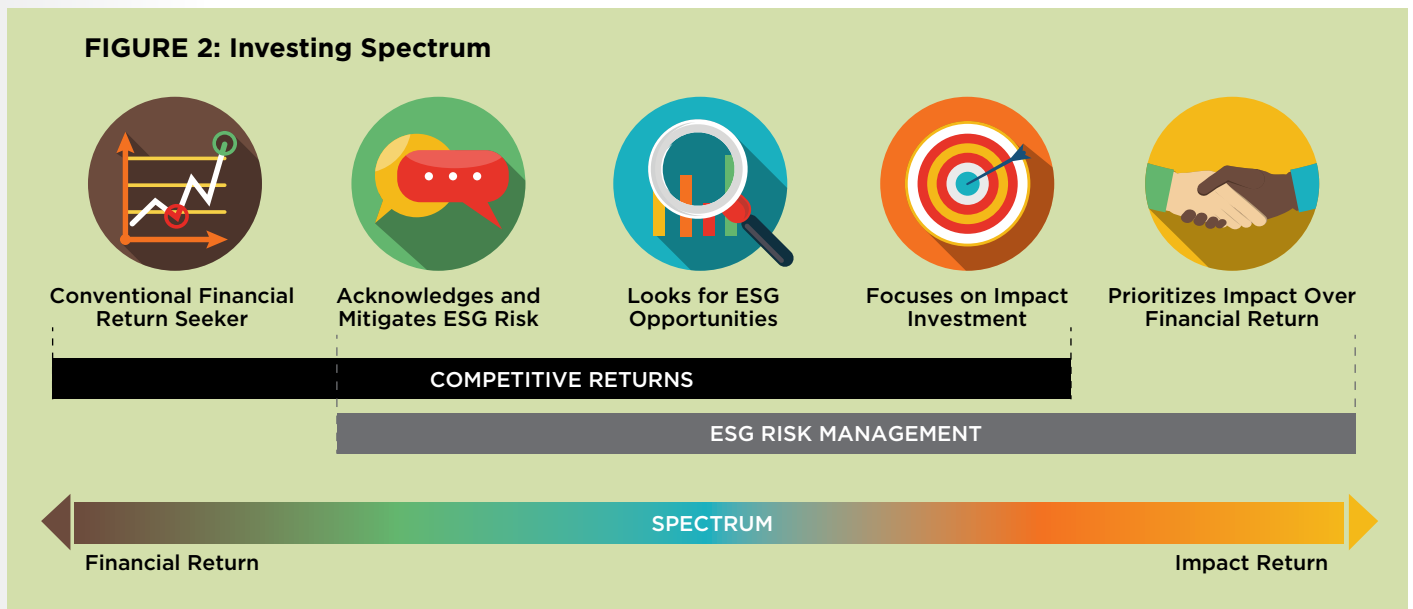 FIGURE 2: Investing Spectrum
Conventional Financial
Return Seeker
Acknowledges and
Mitigates ESG Risk
Looks for ESG
Opportunities
Focuses on Impact
Investment
Prioritizes Impact Over
Financial Return
COMPETITIVE RETURNS
ESG RISK MANAGEMENT
SPECTRUM
Financial Return
Impact Return